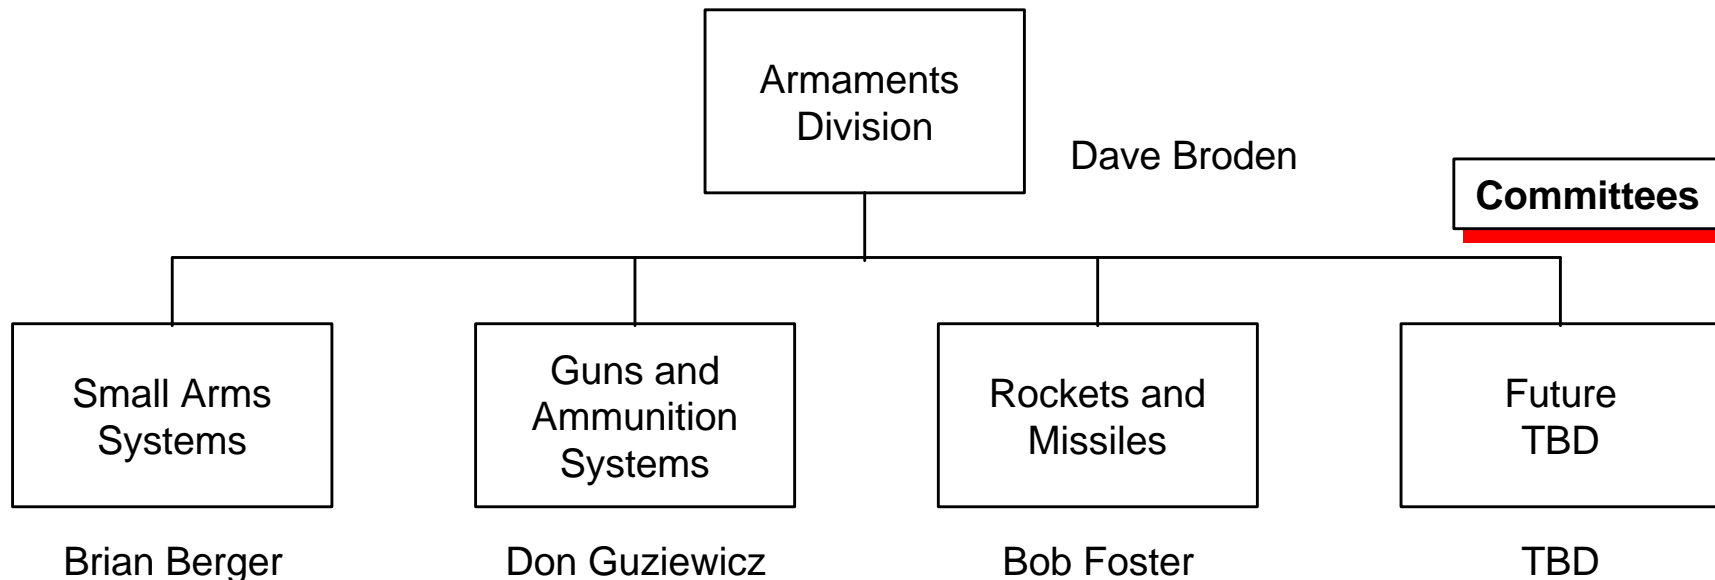 Armaments
Division
Dave Broden
Committees
Small Arms
Systems
Guns and
Ammunition
Systems
Rockets and
Missiles
Future
TBD
Brian Berger
Don Guziewicz
Bob Foster
TBD